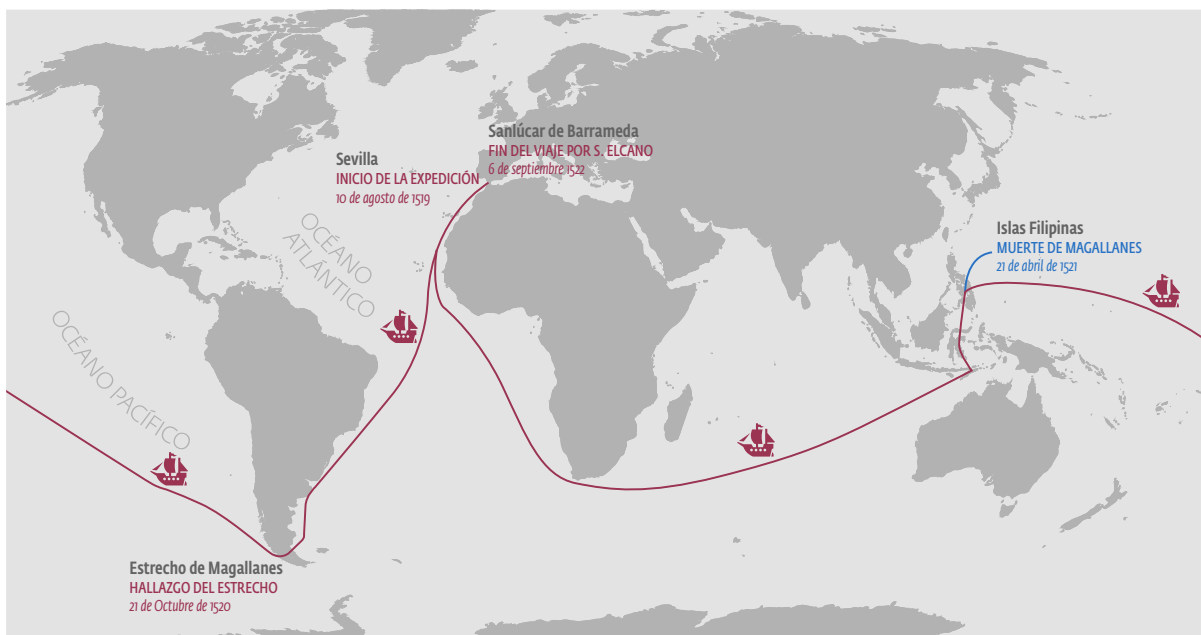 Sanlúcar de Barrameda
FIN DEL VIAJE POR S. ELCANO
6 de septiembre 1522
Sevilla
INICIO DE LA EXPEDICIÓN
10 de agosto de 1519
OCÉANO
ATLÁNTICO
Islas Filipinas
MUERTE DE MAGALLANES
21 de abril de 1521
OCÉANO PACÍFICO
Estrecho de Magallanes
HALLAZGO DEL ESTRECHO
21 de Octubre de 1520